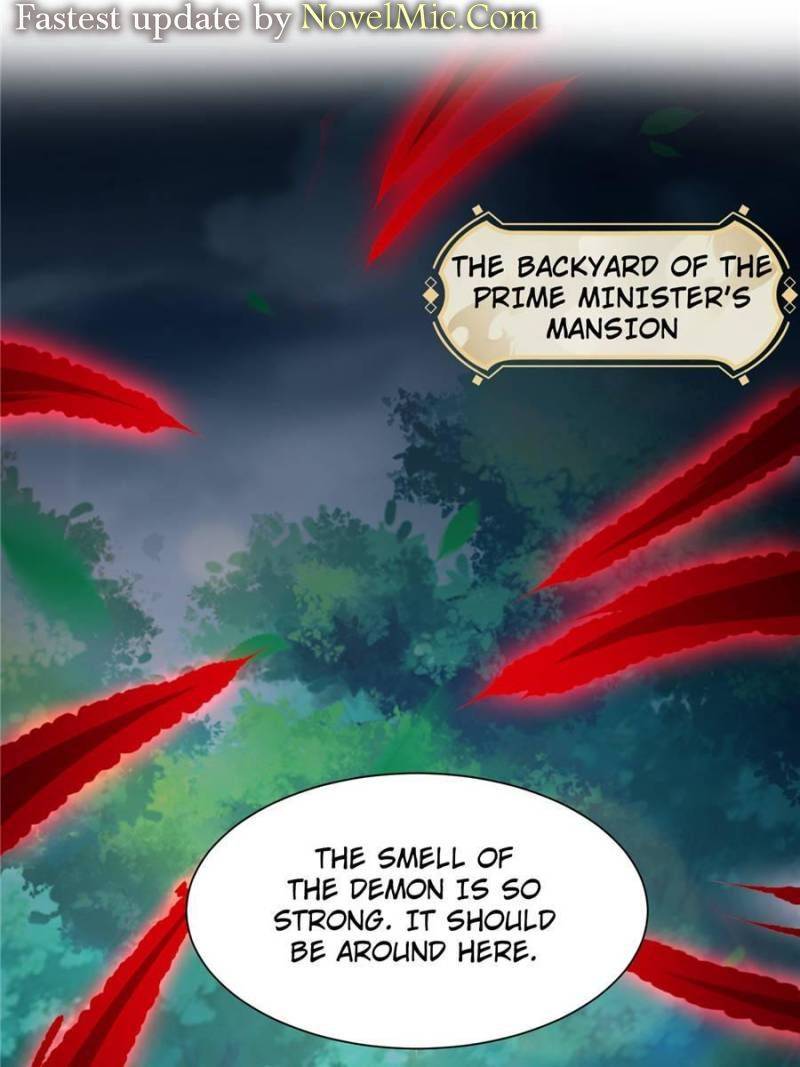 Fastest update by NovelMic.Com
THE BACKYARD OF THE
PRIME MINISTER'S
MANSION
THE SMELL OF
THE DEMON IS SO
STRONG. IT SHOULD
BE AROUND HERE.